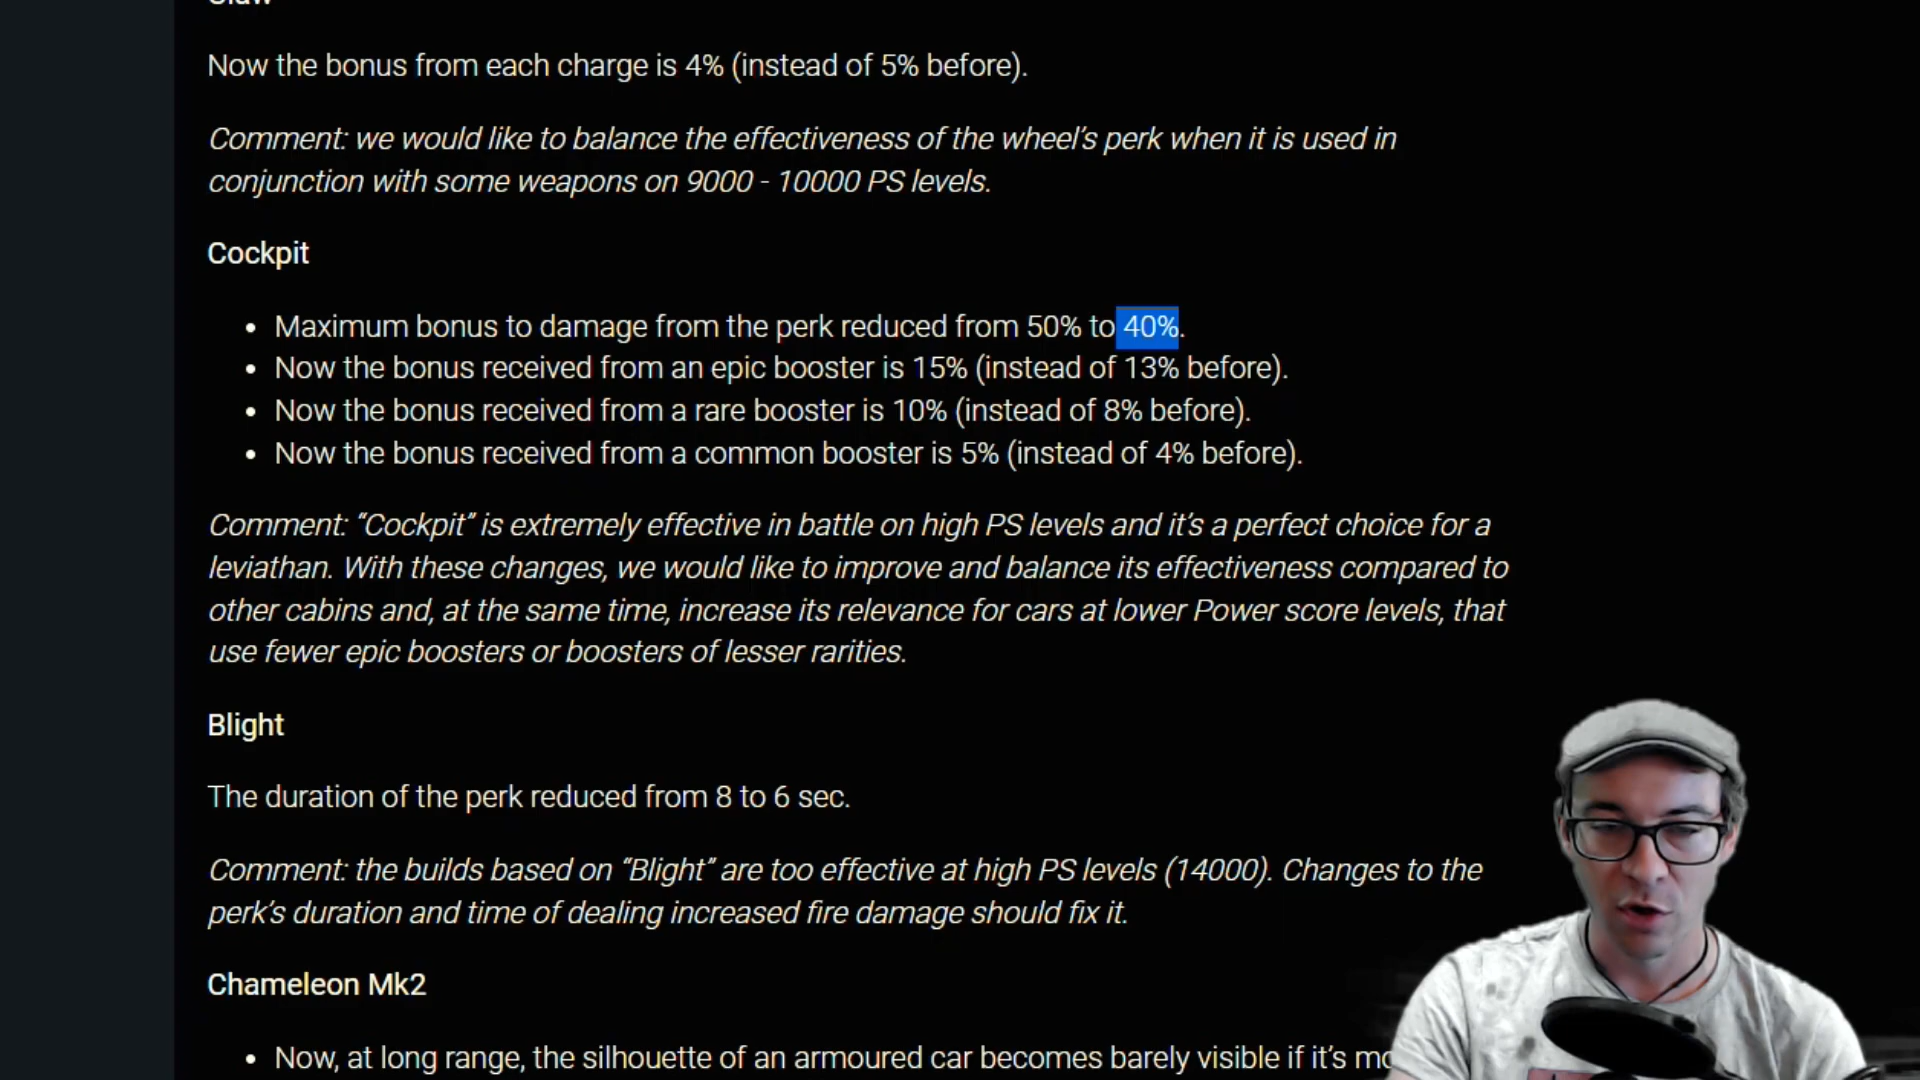 Claw
Now the bonus from each charge is 4% (instead of 5% before).
Comment: we would like to balance the effectiveness of the wheel’s perk when it is used in
conjunction with some weapons on 9000 - 10000 PS levels.
Cockpit
• Maximum bonus to damage from the perk reduced from 50% to 40%.
• Now the bonus received from an epic booster is 15% (instead of 13% before).
• Now the bonus received from a rare booster is 10% (instead of 8% before).
• Now the bonus received from a common booster is 5% (instead of 4% before).
Comment: “Cockpit” is extremely effective in battle on high PS levels and it’s a perfect choice for a
leviathan. With these changes, we would like to improve and balance its effectiveness compared to
other cabins and, at the same time, increase its relevance for cars at lower Power score levels, that
use fewer epic boosters or boosters of lesser rarities.
Blight
The duration of the perk reduced from 8 to 6 sec.
Comment: the builds based on “Blight” are too effective at high PS levels (14000). Changes to the
perk’s duration and time of dealing increased fire damage should fix it.
Chameleon Mk2
• Now, at long range, the silhouette of an armoured car becomes barely visible if it’s